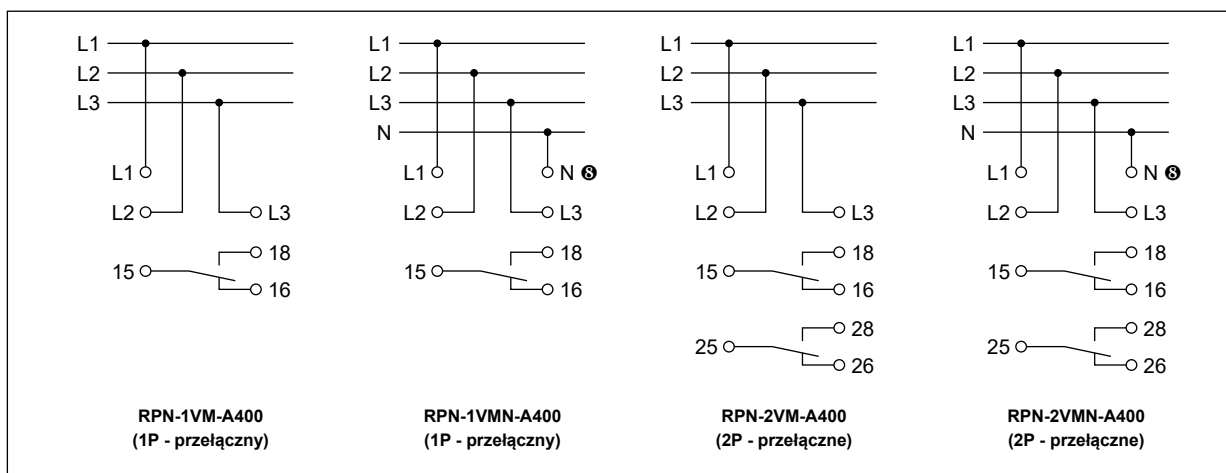 L1
L2
L3
L1
L2 L3
18
15
16
RPN-1VM-A400
(1P - przełączny)
L1
L2
L3
N
L1 N ❽
L2 L3
18
15
16
RPN-1VMN-A400
(1P - przełączny)
L1
L2
L3
L1
L2 L3
18
15
16
28
25
26
RPN-2VM-A400
(2P - przełączne)
L1
L2
L3
N
L1 N ❽
L2 L3
18
15
16
28
25
26
RPN-2VMN-A400
(2P - przełączne)